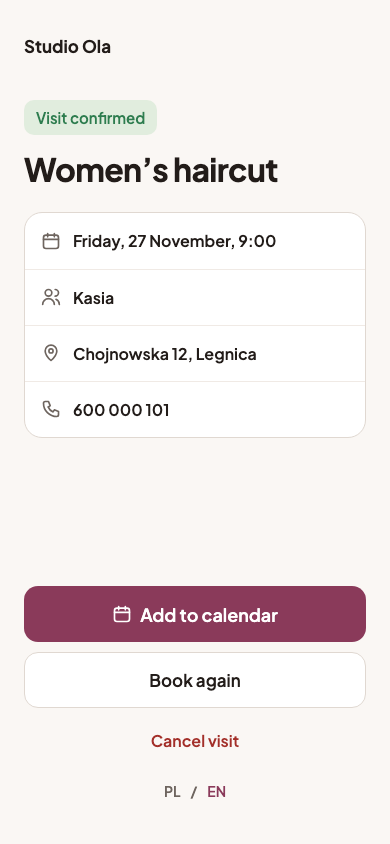 Studio Ola
Visit confirmed
Women’s haircut
Friday, 27 November, 9:00
Kasia
Chojnowska 12, Legnica
600 000 101
Add to calendar
Book again
Cancel visit
PL / EN